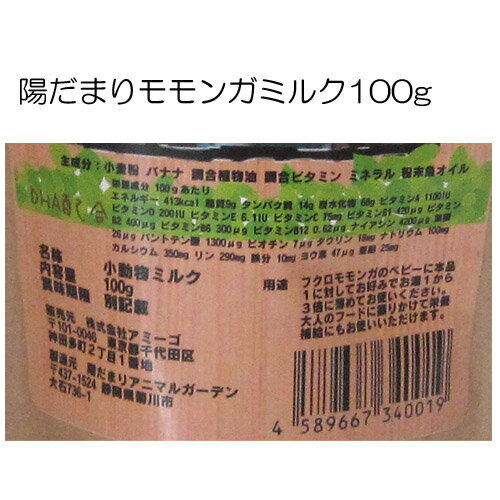 陽だまりモモンガミルク100g
主成分：小麦粉 バナナ 調合植物油 調合ビタミン ミネラル 粉末魚オイル
DHA配合
栄養成分 100gあたり
エネルギー 413kcal 脂質9g タンパク質 14g 炭水化物 68g ビタミンA 1100IU
ビタミンD 200IU ビタミンE 6.1IU ビタミンC 75mg ビタミンB1 420μg ビタミン
B2 400μg ビタミンB6 300μg ビタミンB12 0.62μg ナイアシン 4200μg 葉酸
26μg パントテン酸 1300μg ビオチン 7μg タウリン 18mg ナトリウム 100mg
カルシウム 350mg リン 290mg 鉄分 10mg ヨウ素 47μg 亜鉛 25mg
名称 小動物ミルク
内容量 100g
賞味期限 別記載
販売元 株式会社アミーゴ
〒101-0046 東京都千代田区
神田多町2丁目1番地
製造元 陽だまりアニマルガーデン
〒437-1524 静岡県菊川市
大石736-1
用途 フクロモモンガのベビーに本品
1に対してお好みでお湯1から
3倍に薄めてお使いください。
大人のフードに振りかけて栄養
補給にもお使いいただけます
4 589667 340019